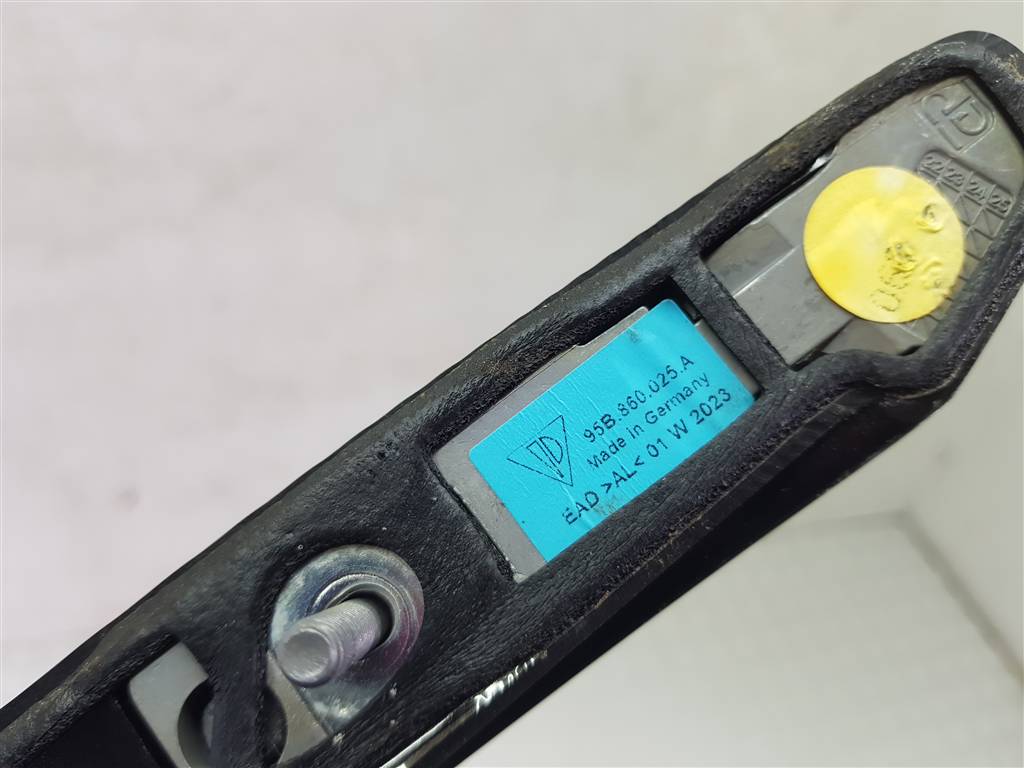 22 23 24 25
95B.860.025.A
Made in Germany
EAD >AL< 01 W 2023